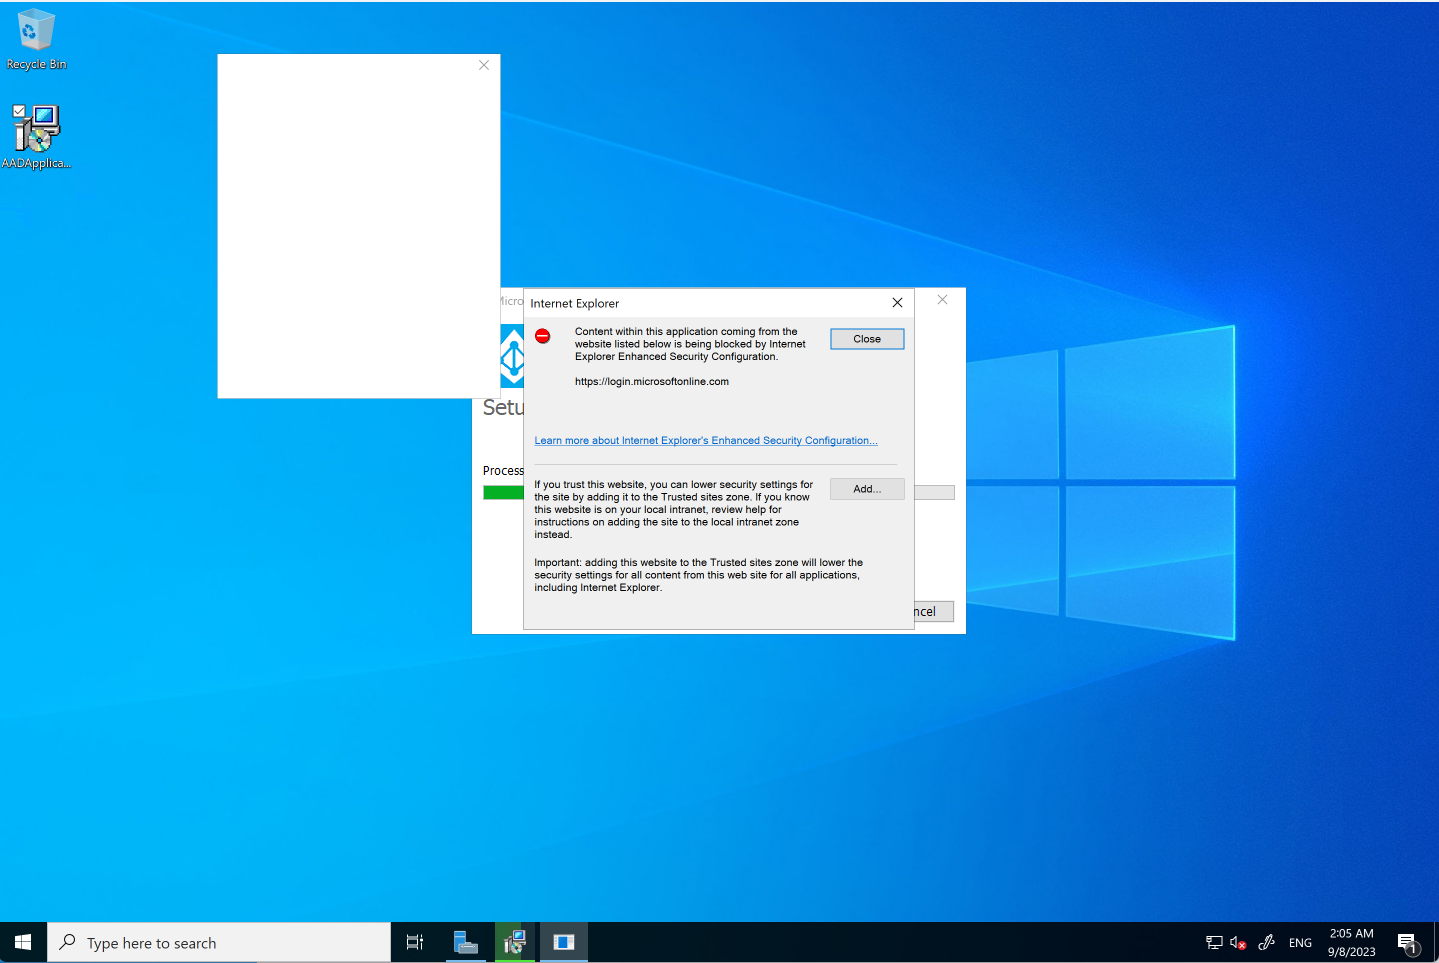 Recycle Bin
AADApplica...
Micro
Internet Explorer
Content within this application coming from the
website listed below is being blocked by Internet
Explorer Enhanced Security Configuration.
Close
https://login.microsoftonline.com
Setu
Learn more about Internet Explorer's Enhanced Security Configuration...
Process
If you trust this website, you can lower security settings for
the site by adding it to the Trusted sites zone. If you know
this website is on your local intranet, review help for
instructions on adding the site to the local intranet zone
instead.
Add...
Important: adding this website to the Trusted sites zone will lower the
security settings for all content from this web site for all applications,
including Internet Explorer.
ncel
Type here to search
ENG
2:05 AM
9/8/2023
1